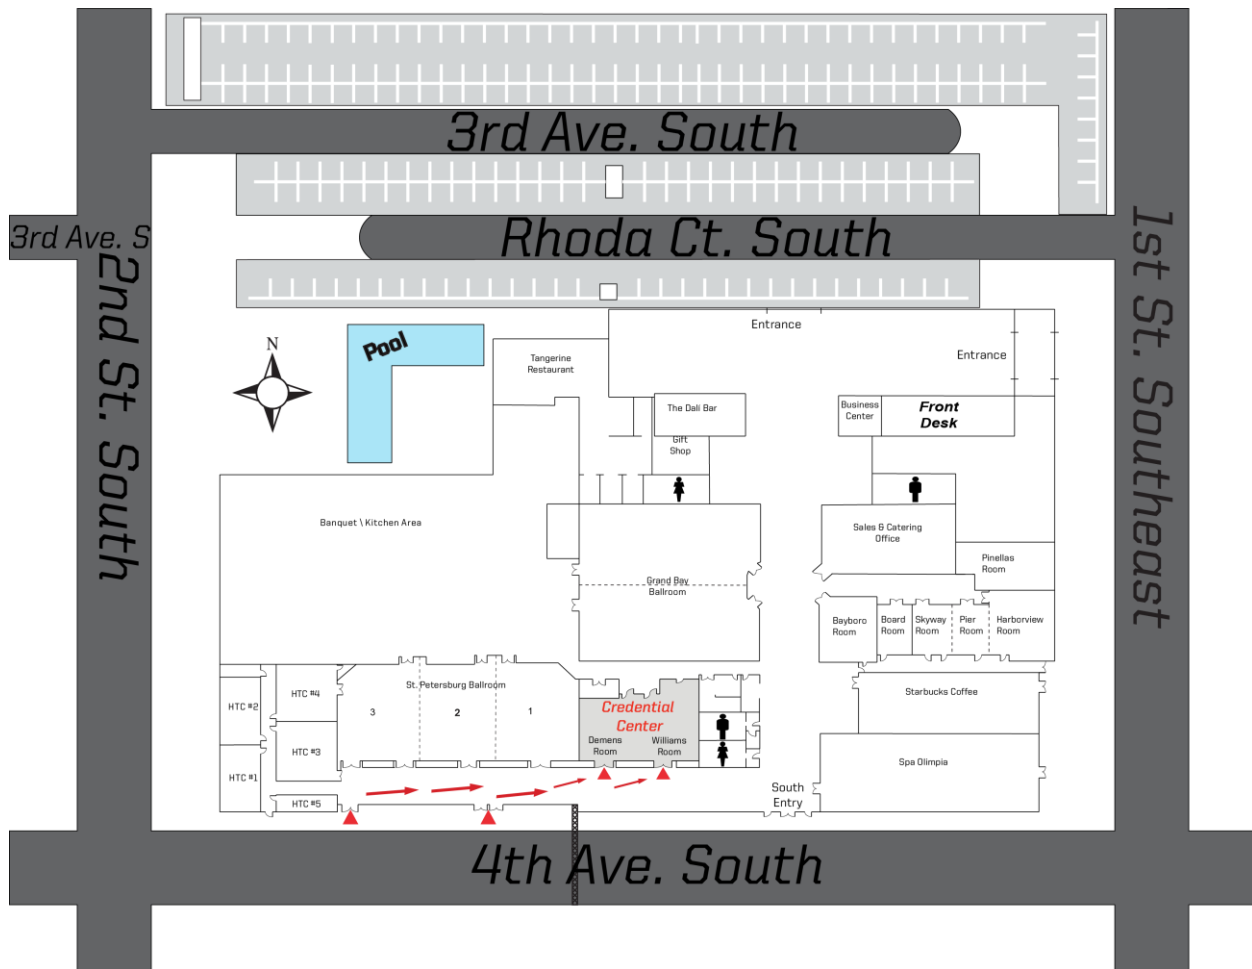 3rd Ave. South
3rd Ave. S
Rhoda Ct. South
2nd St. South
1st St. Southeast
Pool
N
Entrance
Entrance
Tangerine
Restaurant
The Dali Bar
Gift
Shop
Business
Center
Front
Desk
Banquet \ Kitchen Area
Grand Bay
Ballroom
Sales & Catering
Office
Pinellas
Room
Bayboro
Room
Board
Room
Skyway
Room
Pier
Room
Harborview
Room
St. Petersburg Ballroom
3
2
1
HTC #4
HTC #2
HTC #3
HTC #1
HTC #5
Credential
Center
Demens
Room
Williams
Room
Starbucks Coffee
Spa Olimpia
South
Entry
4th Ave. South